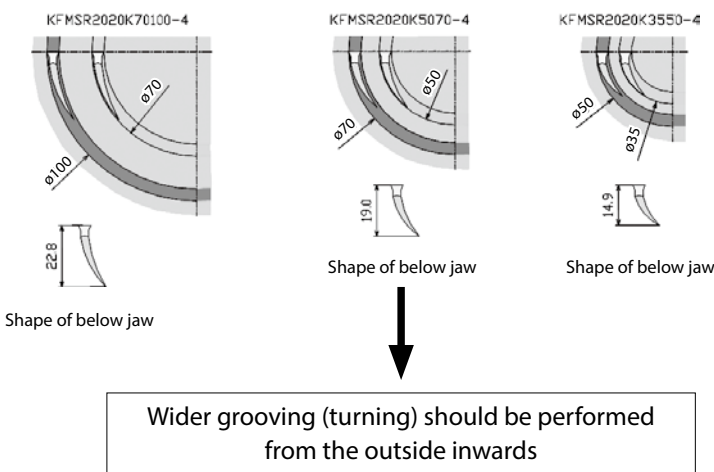 KFMSR2020K70100-4
ø70
ø100
22.8
Shape of below jaw
KFMSR2020K5070-4
ø50
ø70
19.0
Shape of below jaw
KFMSR2020K3550-4
ø50
ø35
14.9
Shape of below jaw
Wider grooving (turning) should be performed
from the outside inwards